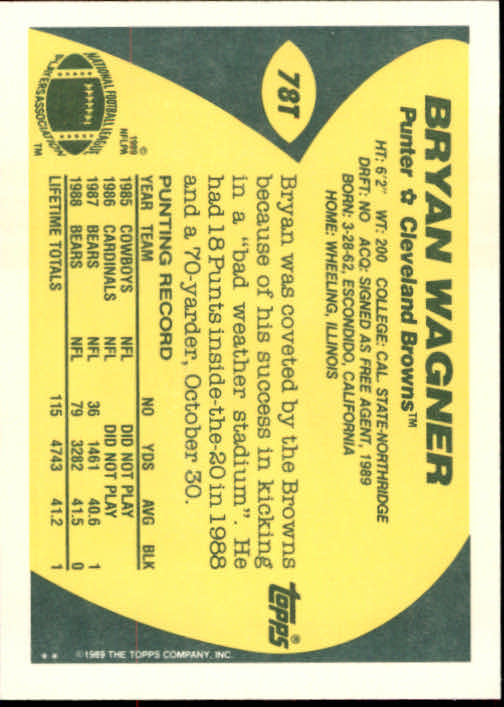 78T
BRYAN WAGNER
Punter ✿ Cleveland Browns™
HT: 6'2" WT: 200 COLLEGE: CAL. STATE-NORTHRIDGE
DRFT: NO ACQ: SIGNED AS FREE AGENT, 1989
BORN: 3-28-62, ESCONDIDO, CALIFORNIA
HOME: WHEELING, ILLINOIS
Bryan was coveted by the Browns
because of his success in kicking
in a "bad weather stadium". He
had 18 Punts inside-the-20 in 1988
and a 70-yarder, October 30.
TOPPS®
NATIONAL FOOTBALL LEAGUE
PLAYERS ASSOCIATION
™
©
1989
NFLPA
PUNTING RECORD
YEAR TEAM NO YDS AVG BLK
1985 COWBOYS NFL DID NOT PLAY
1986 CARDINALS NFL DID NOT PLAY
1987 BEARS NFL 36 1461 40.6 1
1988 BEARS NFL 79 3282 41.5 0
LIFETIME TOTALS 115 4743 41.2 1
** ©1989 THE TOPPS COMPANY, INC.